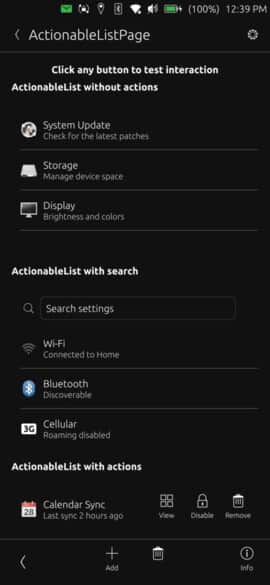 (100%) 12:39 PM
ActionableListPage
Click any button to test interaction
ActionableList without actions
System Update
Check for the latest patches
Storage
Manage device space
Display
Brightness and colors
ActionableList with search
Search settings
Wi-Fi
Connected to Home
Bluetooth
Discoverable
3G
Cellular
Roaming disabled
ActionableList with actions
28
Calendar Sync
Last sync 2 hours ago
View
Disable
Remove
Add
Info